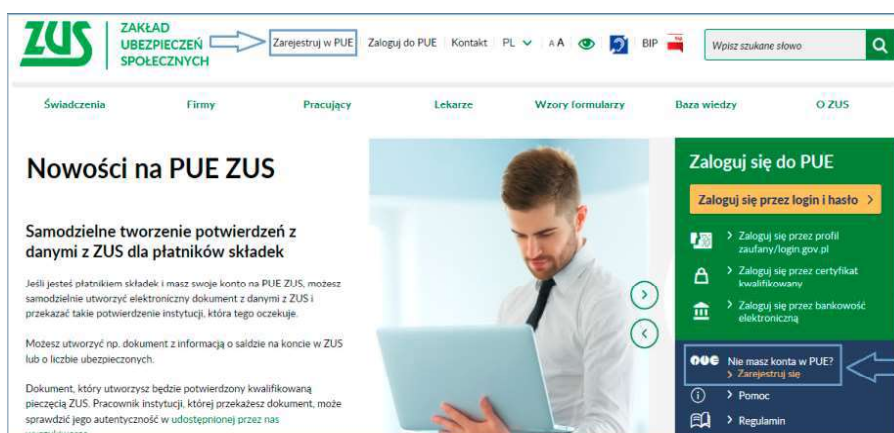 ZUS
ZAKŁAD
UBEZPIECZEŃ
SPOŁECZNYCH
Zarejestruj w PUE
Zaloguj do PUE
Kontakt
PL
A A
BIP
Wpisz szukane słowo
Świadczenia
Firmy
Pracujący
Lekarze
Wzory formularzy
Baza wiedzy
O ZUS
Nowości na PUE ZUS
Samodzielne tworzenie potwierdzeń z
danymi z ZUS dla płatników składek
Jeśli jesteś płatnikiem składek i masz swoje konto na PUE ZUS, możesz
samodzielnie utworzyć elektroniczny dokument z danymi z ZUS i
przekazać takie potwierdzenie instytucji, która tego oczekuje.
Możesz utworzyć np. dokument z informacją o saldzie na koncie w ZUS
lub o liczbie ubezpieczonych.
Dokument, który utworzysz będzie potwierdzony kwalifikowaną
pieczęcią ZUS. Pracownik instytucji, której przekażesz dokument, może
sprawdzić jego autentyczność w udostępnionej przez nas
Zaloguj się do PUE
Zaloguj się przez login i hasło >
> Zaloguj się przez profil
zaufany/login.gov.pl
> Zaloguj się przez certyfikat
kwalifikowany
> Zaloguj się przez bankowość
elektroniczną
PUE
Nie masz konta w PUE?
> Zarejestruj się
> Pomoc
> Regulamin